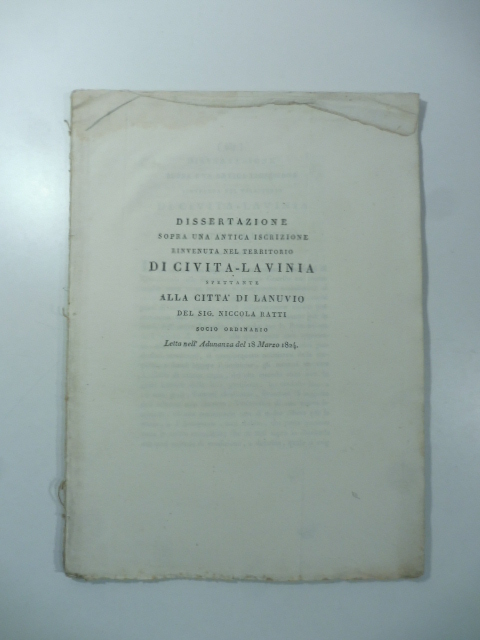 DISSERTAZIONE
SOPRA UNA ANTICA ISCRIZIONE
RINVENUTA NEL TERRITORIO
DI CIVITA-LAVINIA
SPETTANTE
ALLA CITTA' DI LANUVIO
DEL SIG. NICCOLA RATTI
SOCIO ORDINARIO
Letta nell' Adunanza del 18 Marzo 1824.